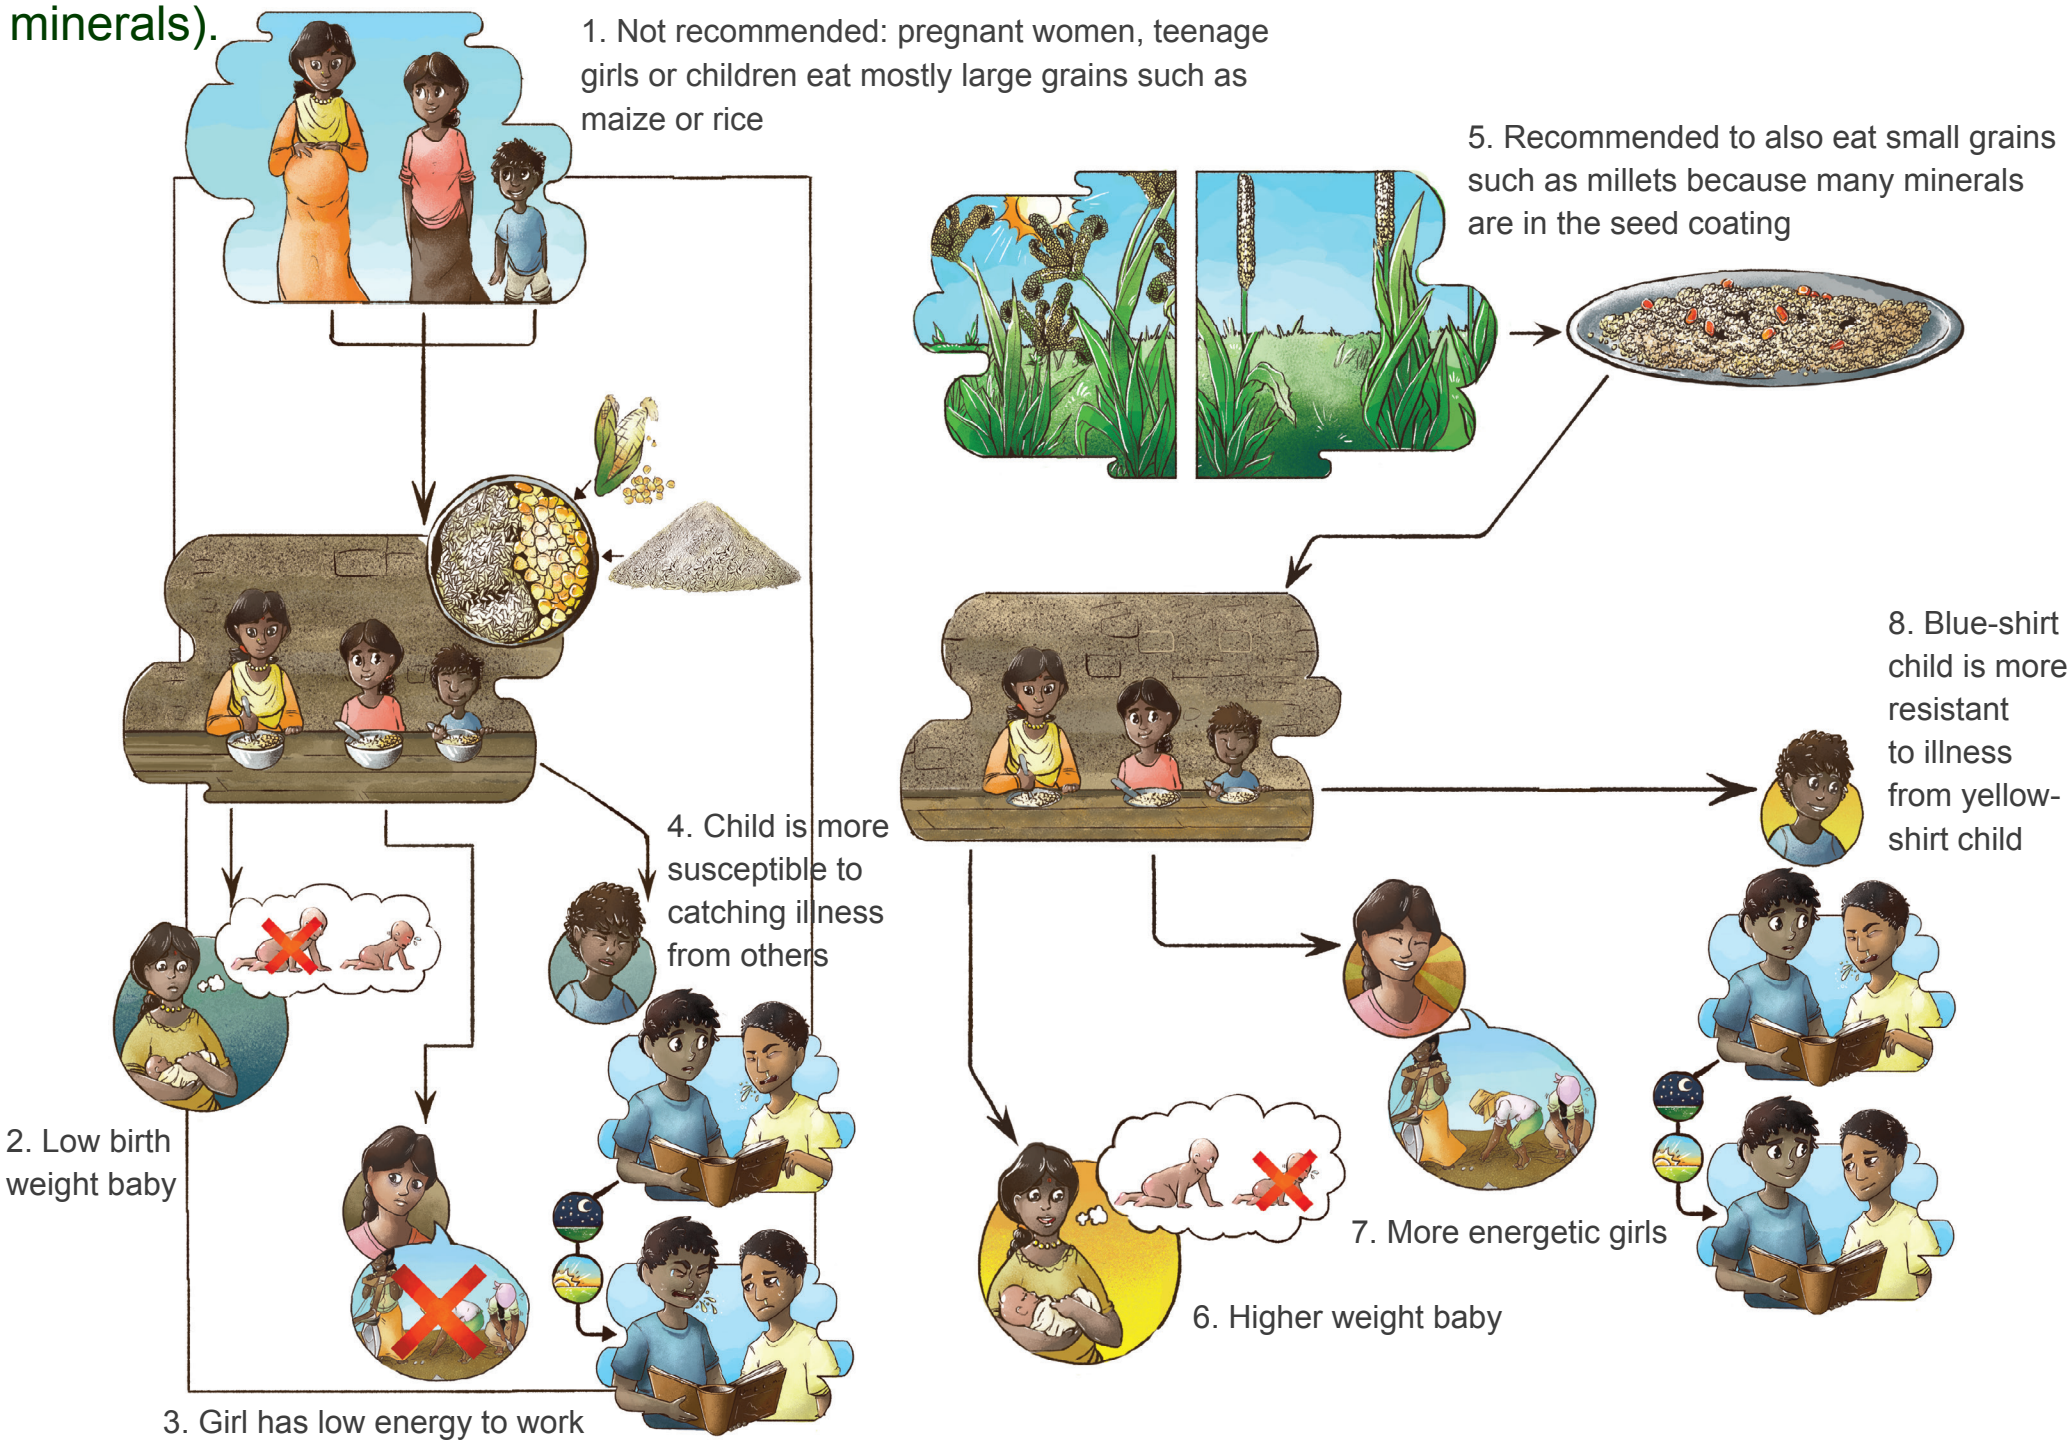 minerals).
1. Not recommended: pregnant women, teenage
girls or children eat mostly large grains such as
maize or rice
5. Recommended to also eat small grains
such as millets because many minerals
are in the seed coating
8. Blue-shirt
child is more
resistant
to illness
from yellow-
shirt child
4. Child is more
susceptible to
catching illness
from others
2. Low birth
weight baby
7. More energetic girls
6. Higher weight baby
3. Girl has low energy to work